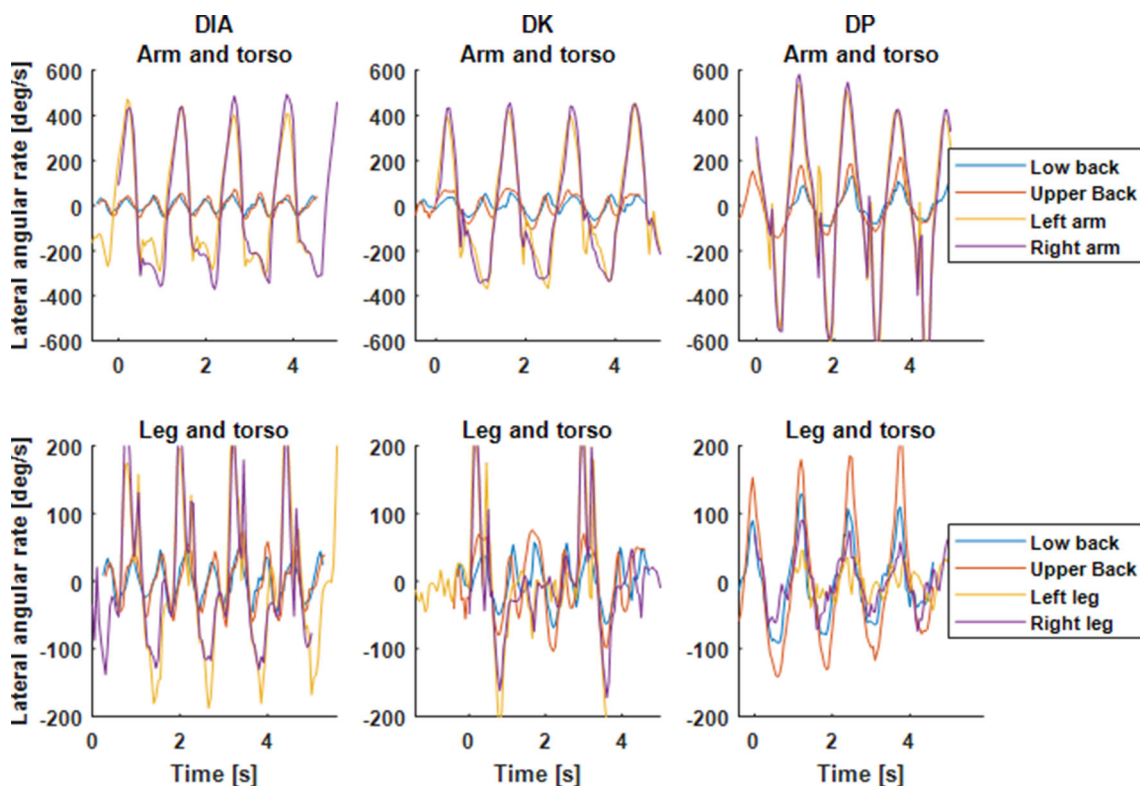 DIA
Arm and torso
DK
Arm and torso
DP
Arm and torso
Lateral angular rate [deg/s]
600
400
200
0
-200
-400
-600
0 2 4
600
400
200
0
-200
-400
-600
0 2 4
600
400
200
0
-200
-400
-600
0 2 4
Low back
Upper Back
Left arm
Right arm
Leg and torso
Leg and torso
Leg and torso
Lateral angular rate [deg/s]
200
100
0
-100
-200
0 2 4
Time [s]
200
100
0
-100
-200
0 2 4
Time [s]
200
100
0
-100
-200
0 2 4
Time [s]
Low back
Upper Back
Left leg
Right leg